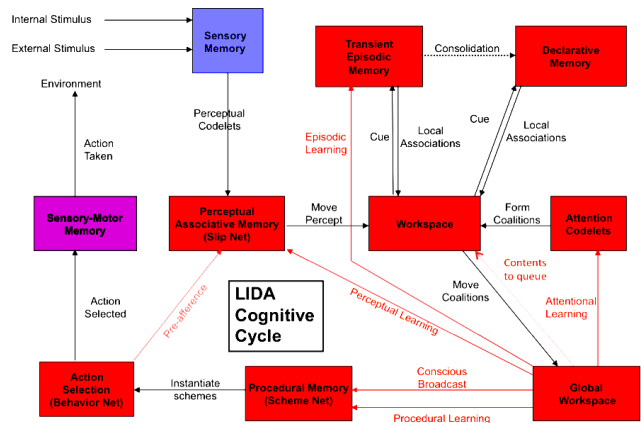 Internal Stimulus
External Stimulus
Sensory
Memory
Transient
Episodic
Memory
Consolidation
Declarative
Memory
Environment
Perceptual
Codelets
Action
Taken
Episodic
Learning
Cue
Local
Associations
Cue
Local
Associations
Sensory-Motor
Memory
Perceptual
Associative Memory
(Slip Net)
Move
Percept
Workspace
Form
Coalitions
Attention
Codelets
Contents
to queue
Action
Selected
Pre-afference
LIDA
Cognitive
Cycle
Perceptual Learning
Move
Coalitions
Attentional
Learning
Action
Selection
(Behavior Net)
Instantiate
schemes
Procedural Memory
(Scheme Net)
Conscious
Broadcast
Procedural Learning
Global
Workspace